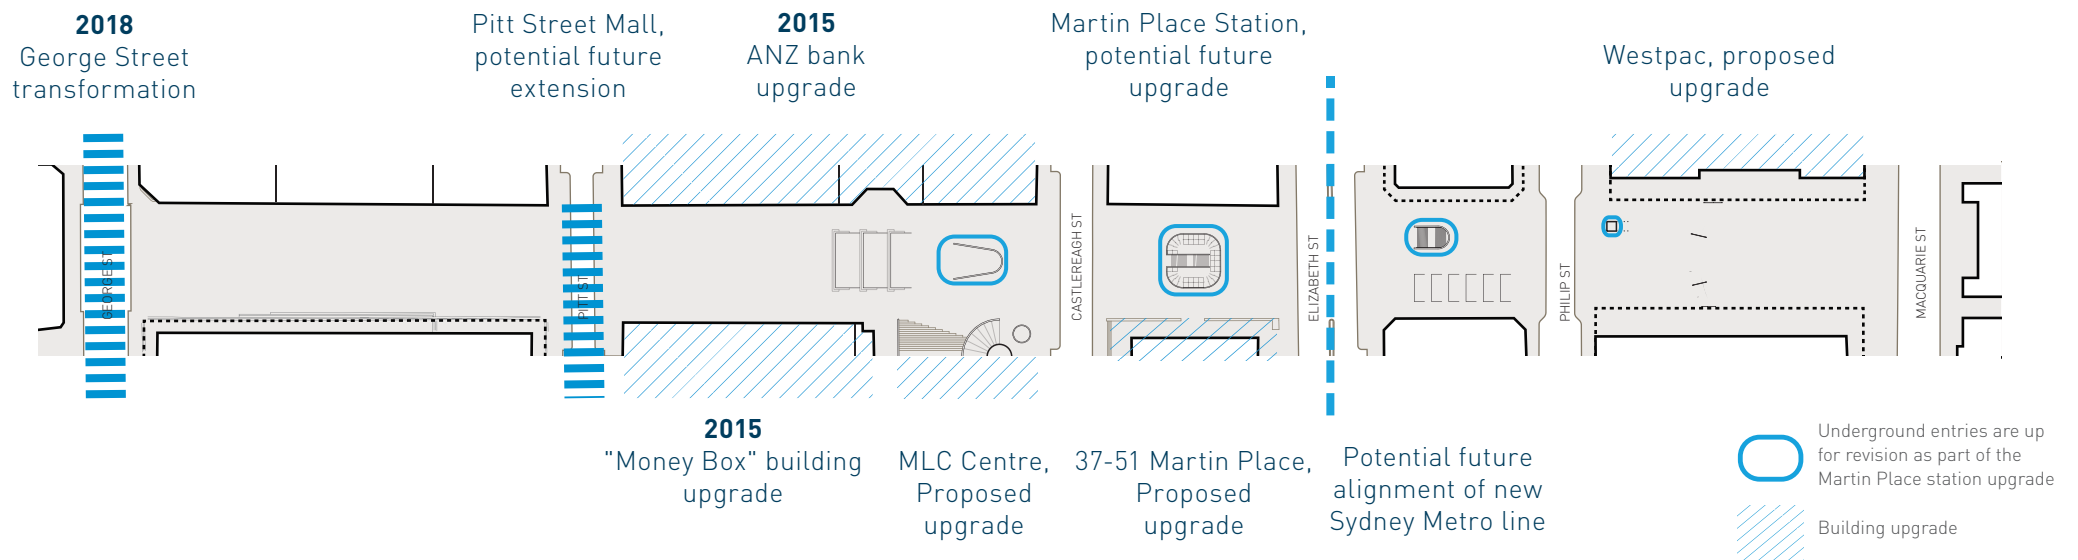 2018
George Street
transformation
Pitt Street Mall,
potential future
extension
2015
ANZ bank
upgrade
Martin Place Station,
potential future
upgrade
Westpac, proposed
upgrade
GEORGE ST
PITT ST
CASTLEREAGH ST
ELIZABETH ST
PHILIP ST
MACQUARIE ST
2015
"Money Box" building
upgrade
MLC Centre,
Proposed
upgrade
37-51 Martin Place,
Proposed
upgrade
Potential future
alignment of new
Sydney Metro line
Underground entries are up
for revision as part of the
Martin Place station upgrade
Building upgrade